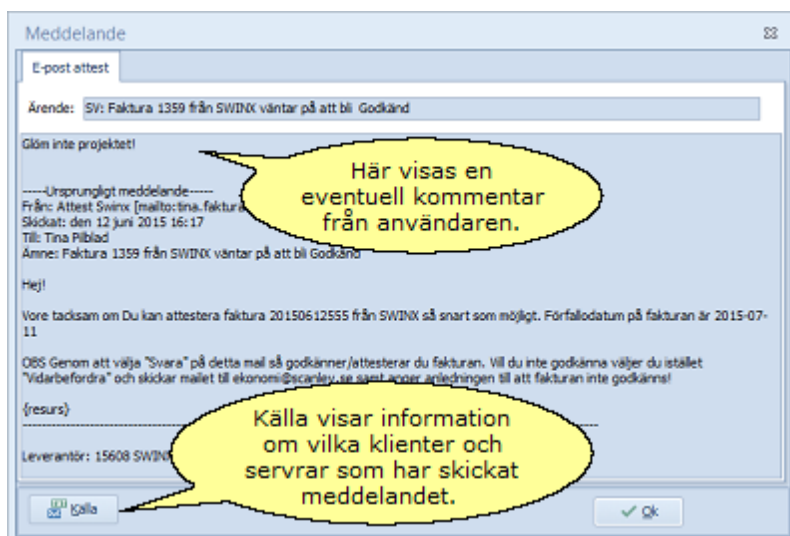 Meddelande
E-post attest
Ärende: SV: Faktura 1359 från SWINX väntar på att bli Godkänd
Glöm inte projektet!
Här visas en
eventuell kommentar
från användaren.
-----Ursprungligt meddelande-----
Från: Attest Swinx [mailto:tina.faktura
Skickat: den 12 juni 2015 16:17
Till: Tina Piblad
Ämne: Faktura 1359 från SWINX väntar på att bli Godkänd
Hej!
Vore tacksam om Du kan attestera faktura 20150612555 från SWINX så snart som möjligt. Förfallodatum på fakturan är 2015-07-
11
OBS Genom att välja "Svara" på detta mail så godkänner/attesterar du fakturan. Vill du inte godkänna väljer du istället
"Vidarbefordra" och skickar mailet till ekonomi@scanley.se samt anger anledningen till att fakturan inte godkänns!
{resurs}
Källa visar information
om vilka klienter och
servrar som har skickat
meddelandet.
Leverantör: 15608 SWINX
Källa
Ok